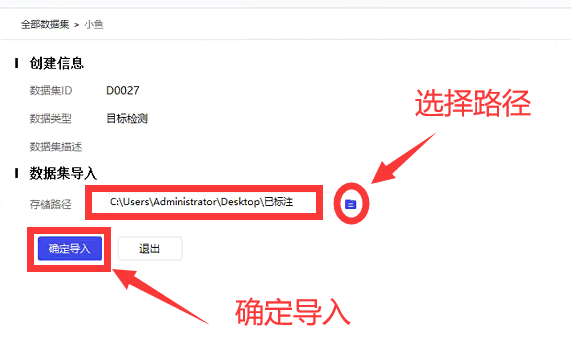 全部数据集 > 小鱼
创建信息
数据集ID D0027
数据类型 目标检测
数据集描述
选择路径
数据集导入
存储路径 C:\Users\Administrator\Desktop\已标注
确定导入 退出
确定导入